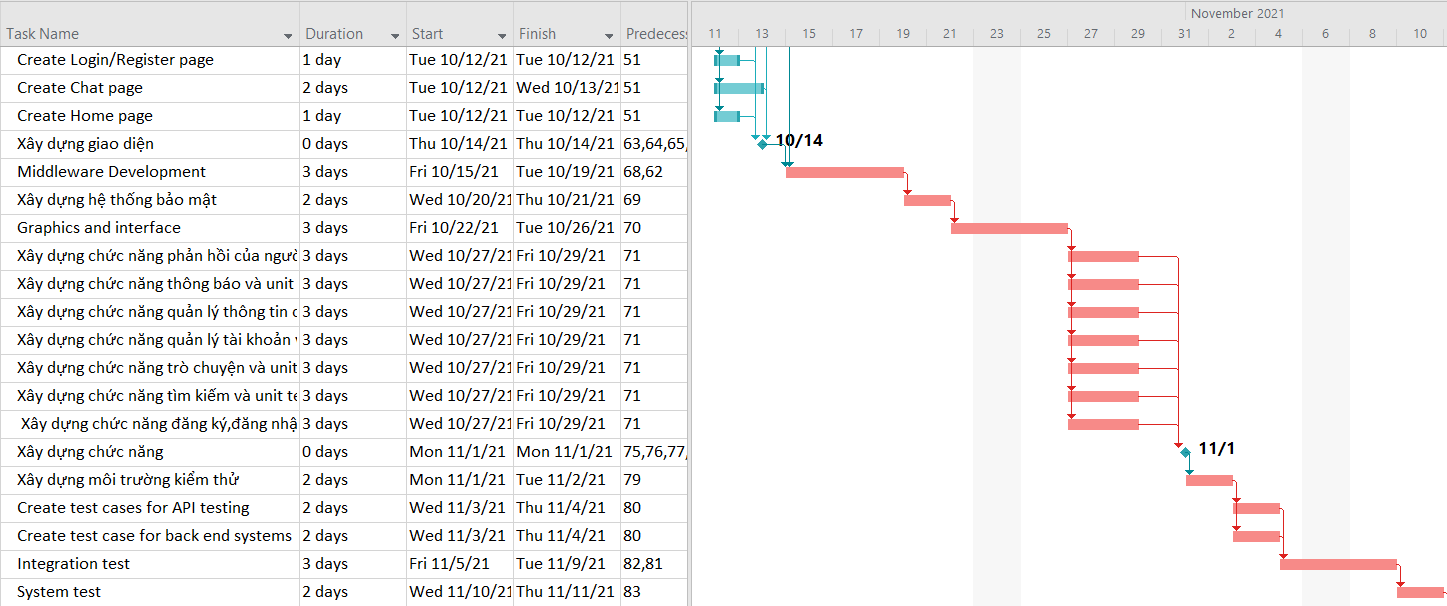 November 2021
Task Name Duration Start Finish Predecess 11 13 15 17 19 21 23 25 27 29 31 2 4 6 8 10
Create Login/Register page 1 day Tue 10/12/21 Tue 10/12/21 51
Create Chat page 2 days Tue 10/12/21 Wed 10/13/21 51
Create Home page 1 day Tue 10/12/21 Tue 10/12/21 51
Xây dựng giao diện 0 days Thu 10/14/21 Thu 10/14/21 63,64,65, 10/14
Middleware Development 3 days Fri 10/15/21 Tue 10/19/21 68,62
Xây dựng hệ thống bảo mật 2 days Wed 10/20/21 Thu 10/21/21 69
Graphics and interface 3 days Fri 10/22/21 Tue 10/26/21 70
Xây dựng chức năng phản hồi của ngườ 3 days Wed 10/27/21 Fri 10/29/21 71
Xây dựng chức năng thông báo và unit 3 days Wed 10/27/21 Fri 10/29/21 71
Xây dựng chức năng quản lý thông tin c 3 days Wed 10/27/21 Fri 10/29/21 71
Xây dựng chức năng quản lý tài khoản v 3 days Wed 10/27/21 Fri 10/29/21 71
Xây dựng chức năng trò chuyện và unit 3 days Wed 10/27/21 Fri 10/29/21 71
Xây dựng chức năng tìm kiếm và unit te 3 days Wed 10/27/21 Fri 10/29/21 71
Xây dựng chức năng đăng ký,đăng nhậ 3 days Wed 10/27/21 Fri 10/29/21 71
Xây dựng chức năng 0 days Mon 11/1/21 Mon 11/1/21 75,76,77, 11/1
Xây dựng môi trường kiểm thử 2 days Mon 11/1/21 Tue 11/2/21 79
Create test cases for API testing 2 days Wed 11/3/21 Thu 11/4/21 80
Create test case for back end systems 2 days Wed 11/3/21 Thu 11/4/21 80
Integration test 3 days Fri 11/5/21 Tue 11/9/21 82,81
System test 2 days Wed 11/10/21 Thu 11/11/21 83